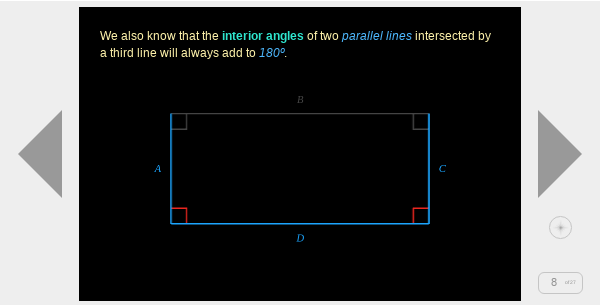 We also know that the interior angles of two parallel lines intersected by
a third line will always add to 180º.
B
A
C
D
8 of17